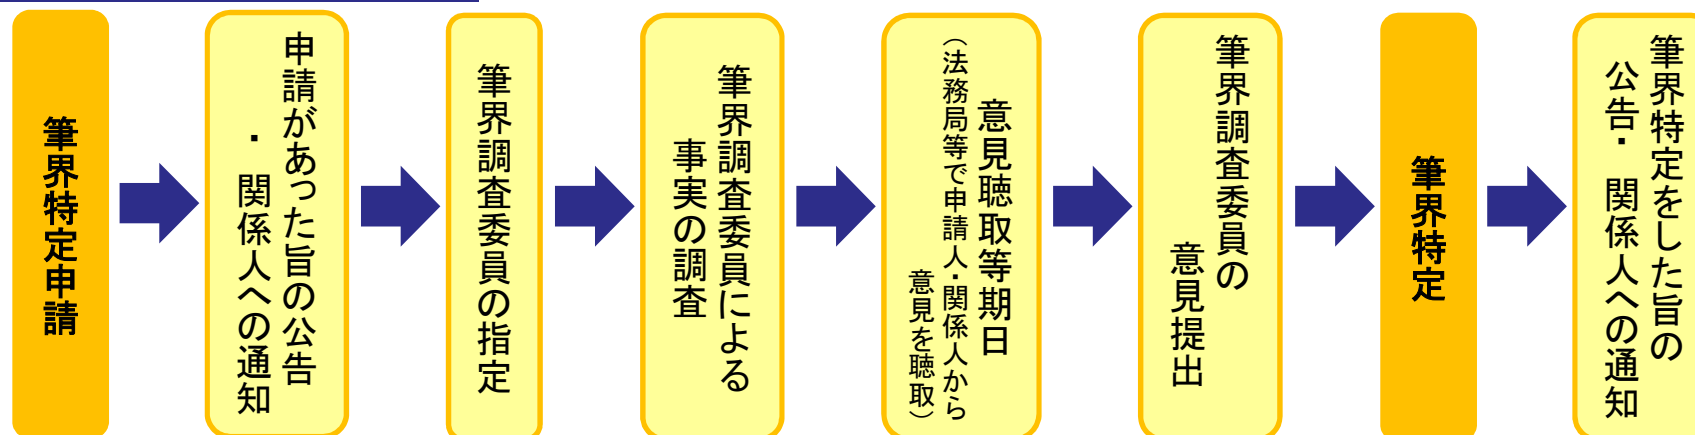 筆界特定申請
申請があった旨の公告
・関係人への通知
筆界調査委員の指定
筆界調査委員による
事実の調査
意見聴取等期日
（法務局等で申請人・関係人から
意見を聴取）
筆界調査委員の
意見提出
筆界特定
筆界特定をした旨の
公告・関係人への通知